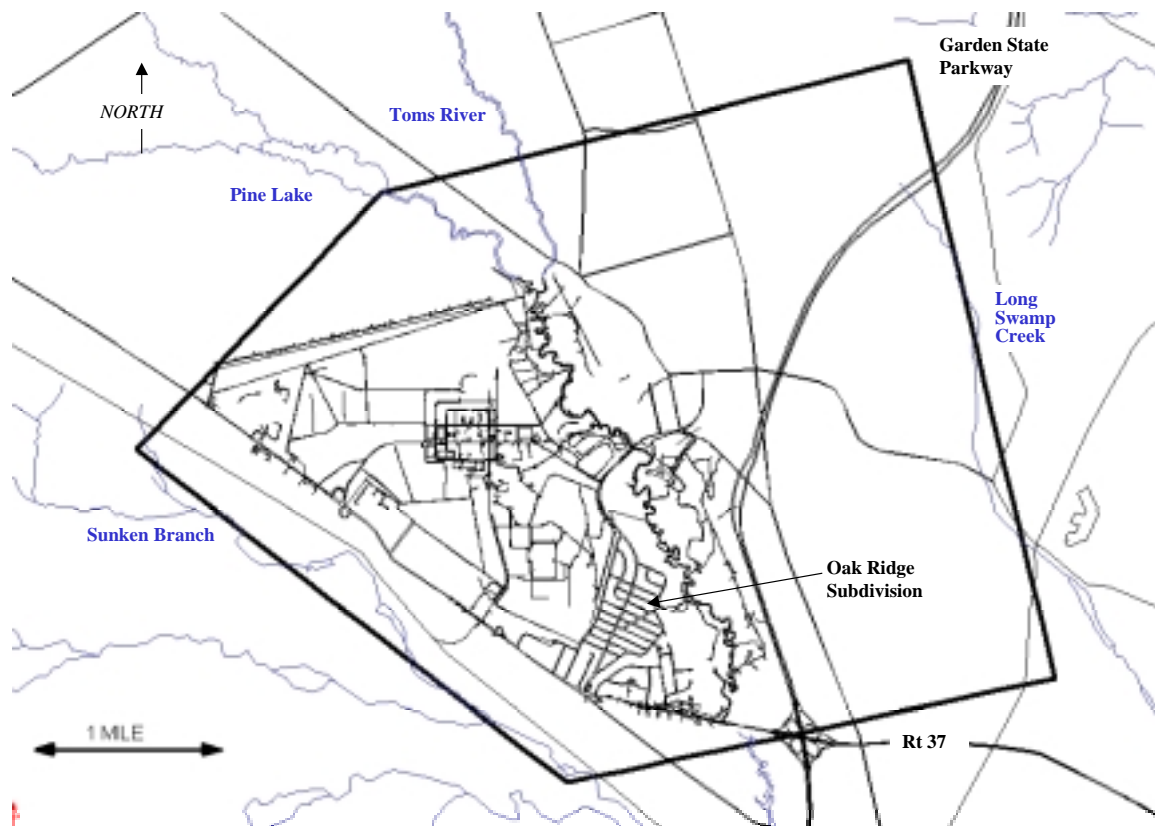 Garden State
Parkway
NORTH
Toms River
Pine Lake
Long
Swamp
Creek
Sunken Branch
Oak Ridge
Subdivision
1 MILE
Rt 37